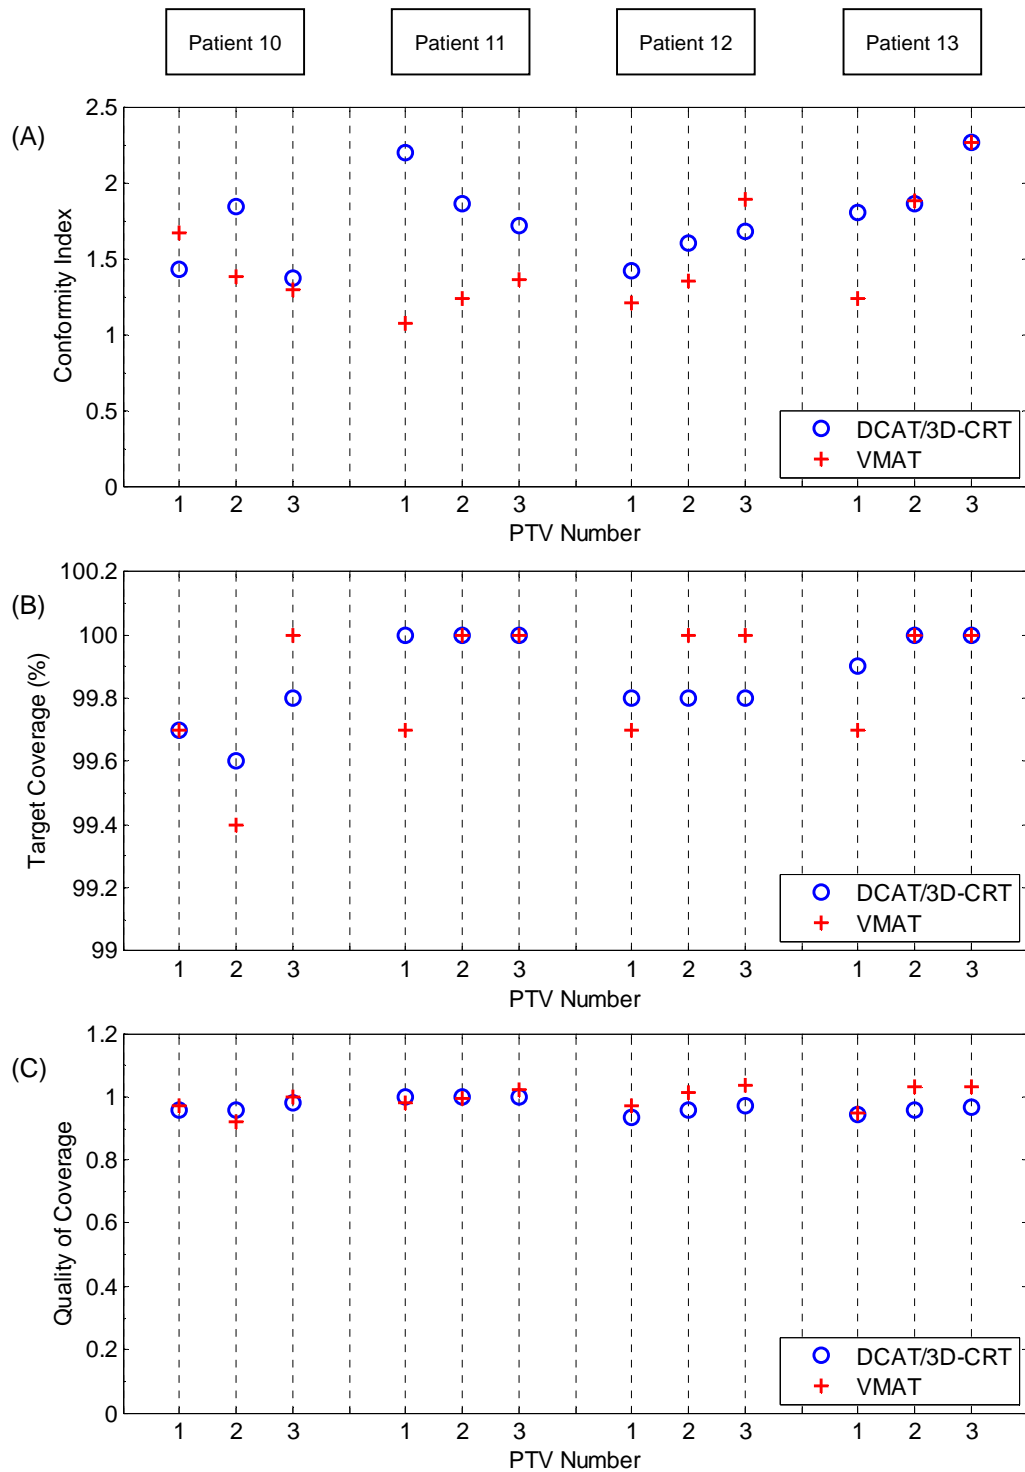 Patient 10 Patient 11 Patient 12 Patient 13
(A)
Conformity Index
2.5
2
1.5
1
0.5
0
DCAT/3D-CRT
VMAT
1 2 3 1 2 3 1 2 3 1 2 3
PTV Number
(B)
Target Coverage (%)
100.2
100
99.8
99.6
99.4
99.2
99
DCAT/3D-CRT
VMAT
1 2 3 1 2 3 1 2 3 1 2 3
PTV Number
(C)
Quality of Coverage
1.2
1
0.8
0.6
0.4
0.2
0
DCAT/3D-CRT
VMAT
1 2 3 1 2 3 1 2 3 1 2 3
PTV Number